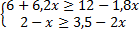 6 + 6,2x ≥ 12 − 1,8x
2 − x ≥ 3,5 − 2x